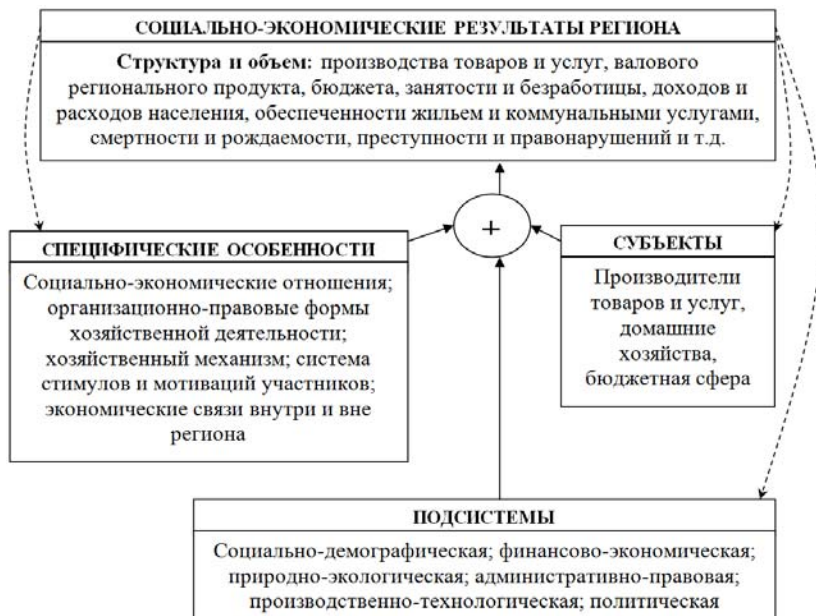 СОЦИАЛЬНО-ЭКОНОМИЧЕСКИЕ РЕЗУЛЬТАТЫ РЕГИОНА
Структура и объем: производства товаров и услуг, валового
регионального продукта, бюджета, занятости и безработицы, доходов и
расходов населения, обеспеченности жильем и коммунальными услугами,
смертности и рождаемости, преступности и правонарушений и т.д.
+
СПЕЦИФИЧЕСКИЕ ОСОБЕННОСТИ
Социально-экономические отношения;
организационно-правовые формы
хозяйственной деятельности;
хозяйственный механизм; система
стимулов и мотиваций участников;
экономические связи внутри и вне
региона
СУБЪЕКТЫ
Производители
товаров и услуг,
домашние
хозяйства,
бюджетная сфера
ПОДСИСТЕМЫ
Социально-демографическая; финансово-экономическая;
природно-экологическая; административно-правовая;
производственно-технологическая; политическая